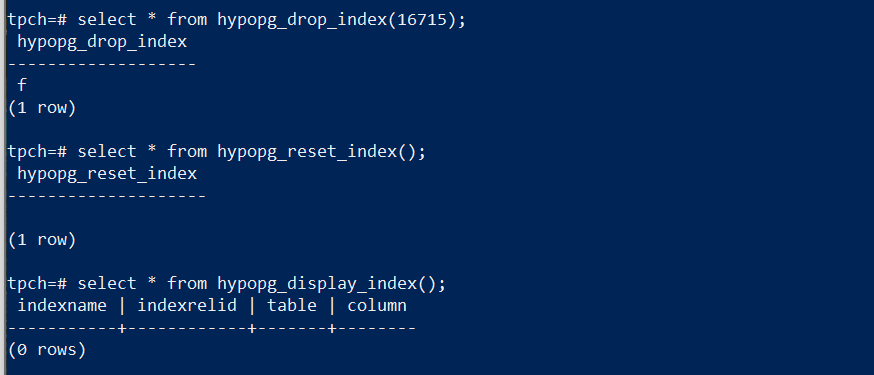 tpch=# select * from hypopg_drop_index(16715);
 hypopg_drop_index
-------------------
 f
(1 row)

tpch=# select * from hypopg_reset_index();
 hypopg_reset_index
--------------------

(1 row)

tpch=# select * from hypopg_display_index();
 indexname | indexrelid | table | column
-----------+------------+-------+--------
(0 rows)